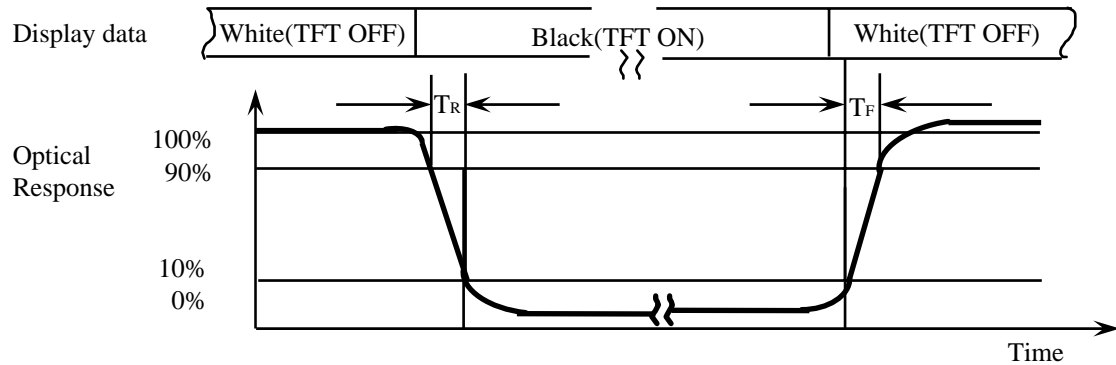 Display data
White(TFT OFF)
Black(TFT ON)
White(TFT OFF)
TR
TF
Optical
Response
100%
90%
10%
0%
Time